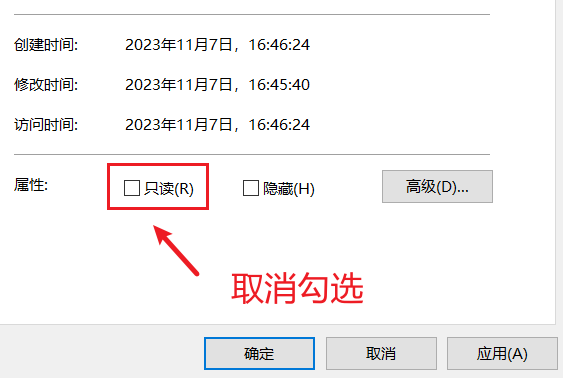 创建时间: 2023年11月7日，16:46:24
修改时间: 2023年11月7日，16:45:40
访问时间: 2023年11月7日，16:46:24
属性: 只读(R) 隐藏(H) 高级(D)...
取消勾选
确定 取消 应用(A)